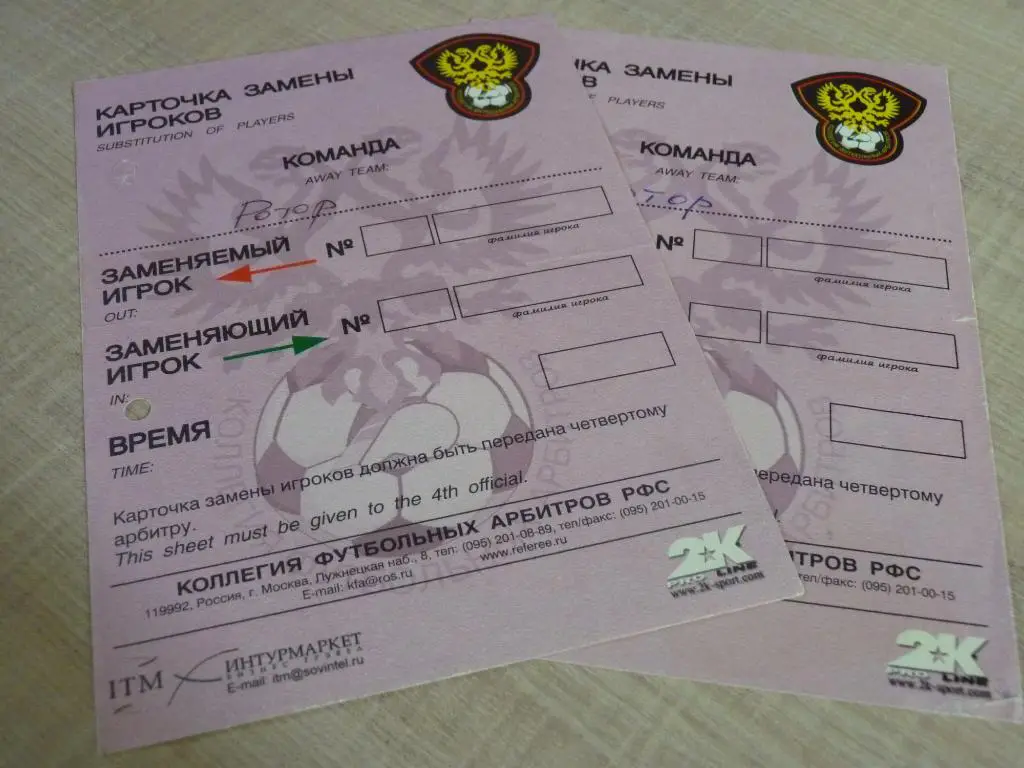 КАРТОЧКА ЗАМЕНЫ
ИГРОКОВ
SUBSTITUTION OF PLAYERS
КОМАНДА
AWAY TEAM:
Ротор
ЗАМЕНЯЕМЫЙ
ИГРОК
№
фамилия игрока
OUT:
ЗАМЕНЯЮЩИЙ
ИГРОК
№
фамилия игрока
IN:
ВРЕМЯ
TIME:
Карточка замены игроков должна быть передана четвертому
арбитру.
This sheet must be given to the 4th official.
КОЛЛЕГИЯ ФУТБОЛЬНЫХ АРБИТРОВ РФС
119992, Россия, г. Москва, Лужнецкая наб., 8, тел: (095) 201-08-89, тел/факс: (095) 201-00-15
E-mail: kfa@ros.ru www.referee.ru
2K
LINE
www.2k-sport.com
ITM
ИНТУРМАРКЕТ
БИЗНЕС ГРУППА
E-mail: itm@sovintel.ru
КА ЗАМЕНЫ
В
PLAYERS
КОМАНДА
AWAY TEAM:
тор
№
фамилия игрока
фамилия игрока
передана четвертому
ТРОВ РФС
тел/факс: (095) 201-00-15
2K
LINE
www.2k-sport.com